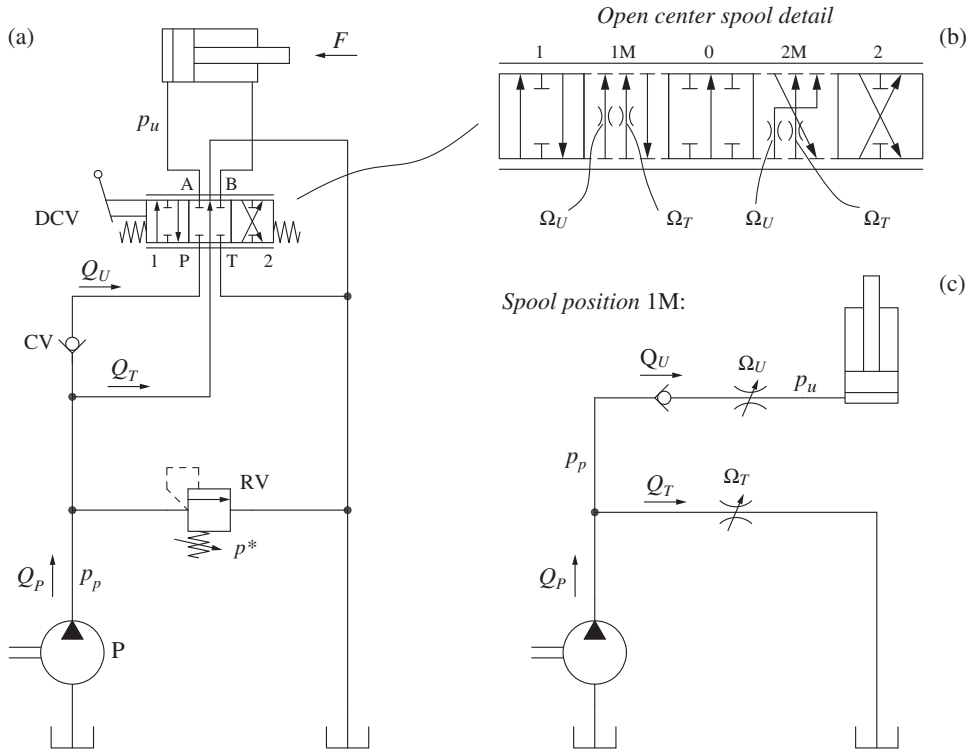 (a)
F
p_u
A B
DCV
1 P T 2
Q_U
CV
Q_T
RV
p*
Q_P p_p
P
Open center spool detail
(b)
1 1M 0 2M 2
Ω_U Ω_T Ω_U Ω_T
(c)
Spool position 1M:
Q_U Ω_U p_u
p_p
Q_T Ω_T
Q_P